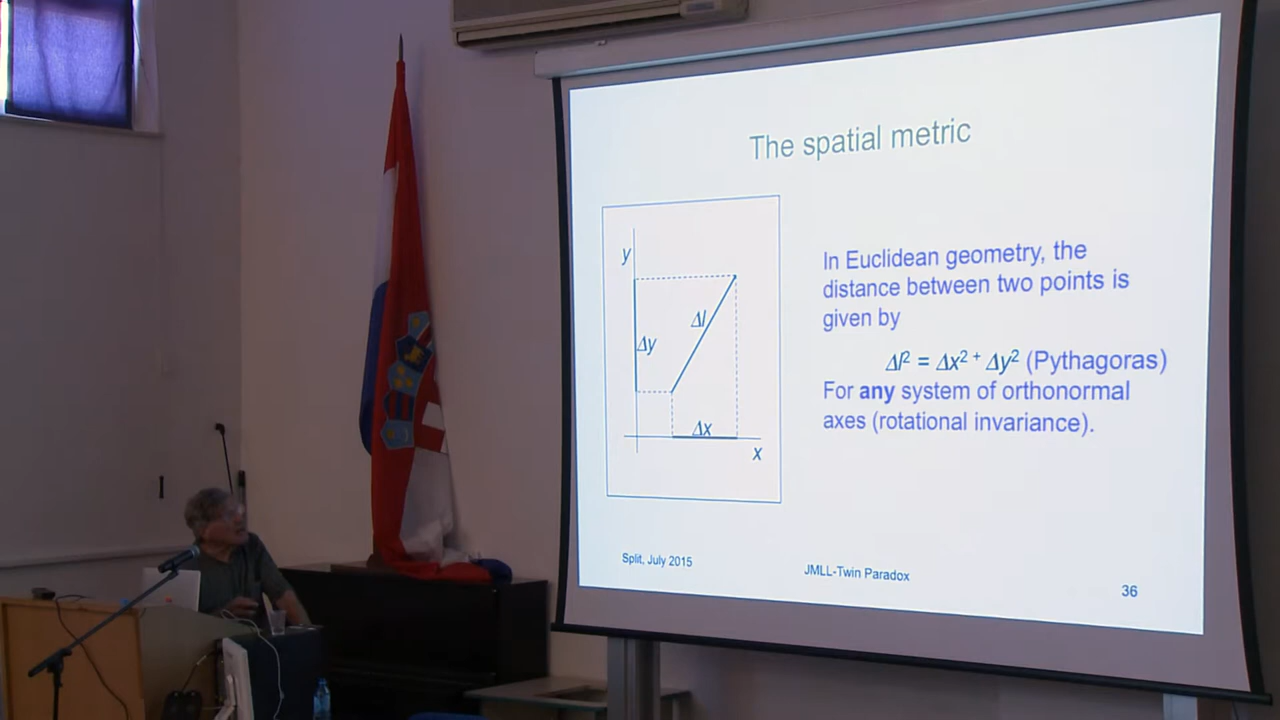 The spatial metric
y
Δl
Δy
Δx
x
In Euclidean geometry, the
distance between two points is
given by
Δl² = Δx² + Δy² (Pythagoras)
For any system of orthonormal
axes (rotational invariance).
Split, July 2015
JMLL-Twin Paradox
36